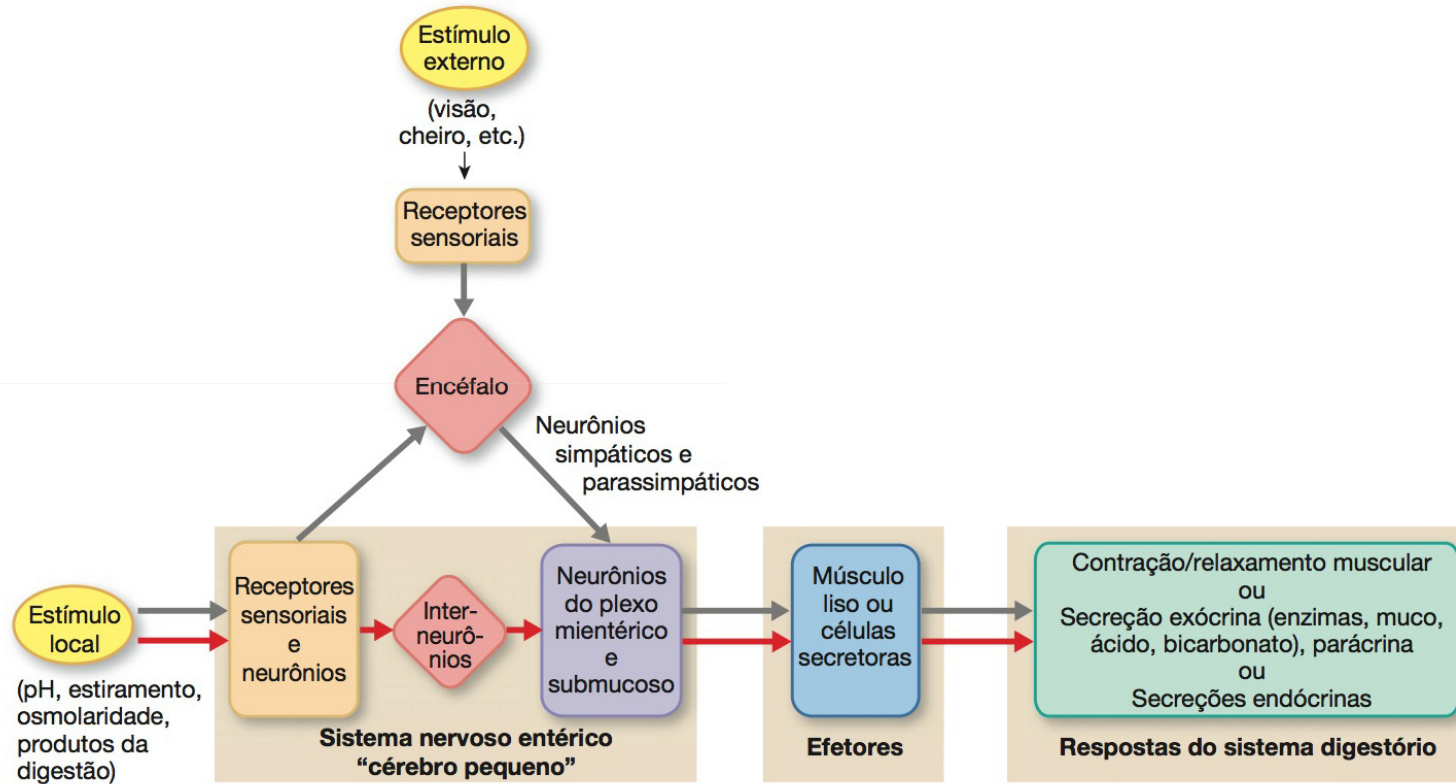 Estímulo
externo
(visão,
cheiro, etc.)
Receptores
sensoriais
Encéfalo
Neurônios
simpáticos e
parassimpáticos
Estímulo
local
(pH, estiramento,
osmolaridade,
produtos da
digestão)
Receptores
sensoriais
e
neurônios
Inter-
neurô-
nios
Neurônios
do plexo
mientérico
e
submucoso
Sistema nervoso entérico
“cérebro pequeno”
Músculo
liso ou
células
secretoras
Efetores
Contração/relaxamento muscular
ou
Secreção exócrina (enzimas, muco,
ácido, bicarbonato), parácrina
ou
Secreções endócrinas
Respostas do sistema digestório